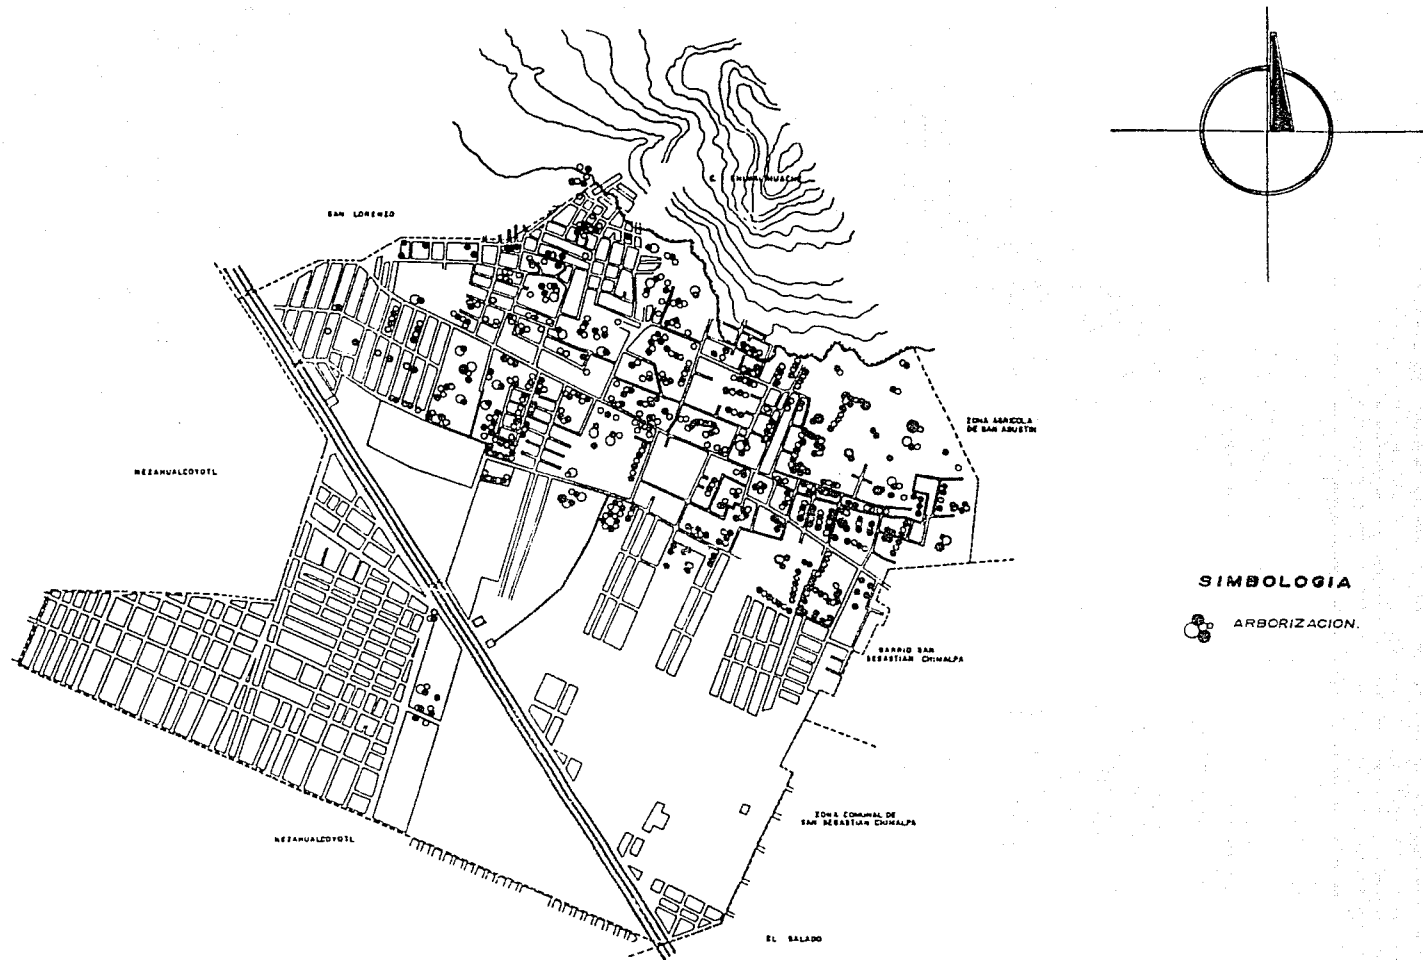 SAN LORENZO
ZONA AGRICOLA
DE SAN AGUSTIN
NEZAHUALCOYOTL
SIMBOLOGIA
ARBORIZACION.
BARRIO SAN
SEBASTIAN CHIMALPA
ZONA COMUNAL DE
SAN SEBASTIAN CHIMALPA
NEZAHUALCOYOTL
EL SALADO